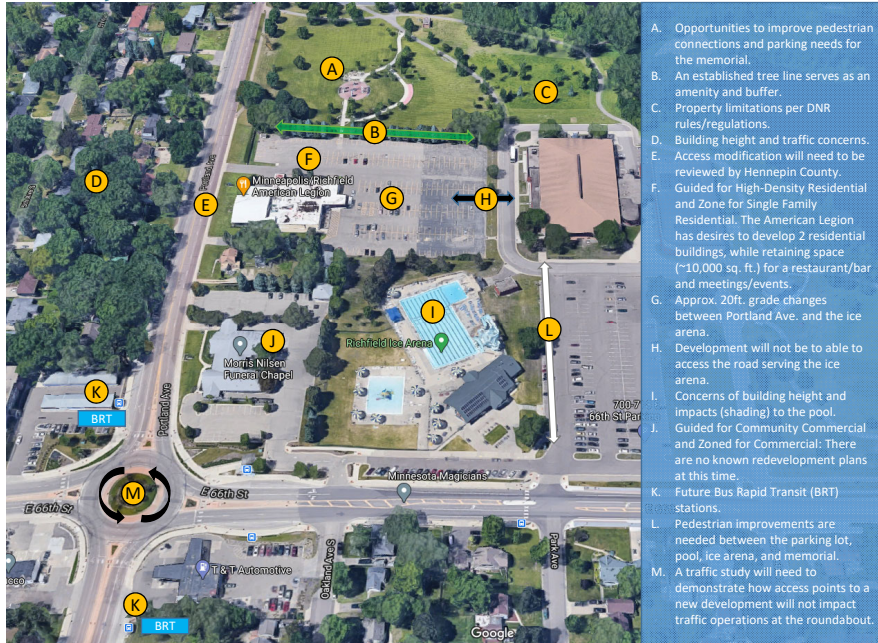 A
B
C
D
E
F
G
H
I
J
K
L
M
K
Minneapolis/Richfield
American Legion
Richfield Ice Arena
Morris Nilsen
Funeral Chapel
Portland Ave
Portland Ave
BRT
700-7
66th St Par
Minnesota Magicians
E 66th St
E 66th St
Oakland Ave S
Park Ave
T & T Automotive
BRT
Google
A. Opportunities to improve pedestrian
connections and parking needs for
the memorial.
B. An established tree line serves as an
amenity and buffer.
C. Property limitations per DNR
rules/regulations.
D. Building height and traffic concerns.
E. Access modification will need to be
reviewed by Hennepin County.
F. Guided for High-Density Residential
and Zone for Single Family
Residential. The American Legion
has desires to develop 2 residential
buildings, while retaining space
(~10,000 sq. ft.) for a restaurant/bar
and meetings/events.
G. Approx. 20ft. grade changes
between Portland Ave. and the ice
arena.
H. Development will not be to able to
access the road serving the ice
arena.
I. Concerns of building height and
impacts (shading) to the pool.
J. Guided for Community Commercial
and Zoned for Commercial: There
are no known redevelopment plans
at this time.
K. Future Bus Rapid Transit (BRT)
stations.
L. Pedestrian improvements are
needed between the parking lot,
pool, ice arena, and memorial.
M. A traffic study will need to
demonstrate how access points to a
new development will not impact
traffic operations at the roundabout.